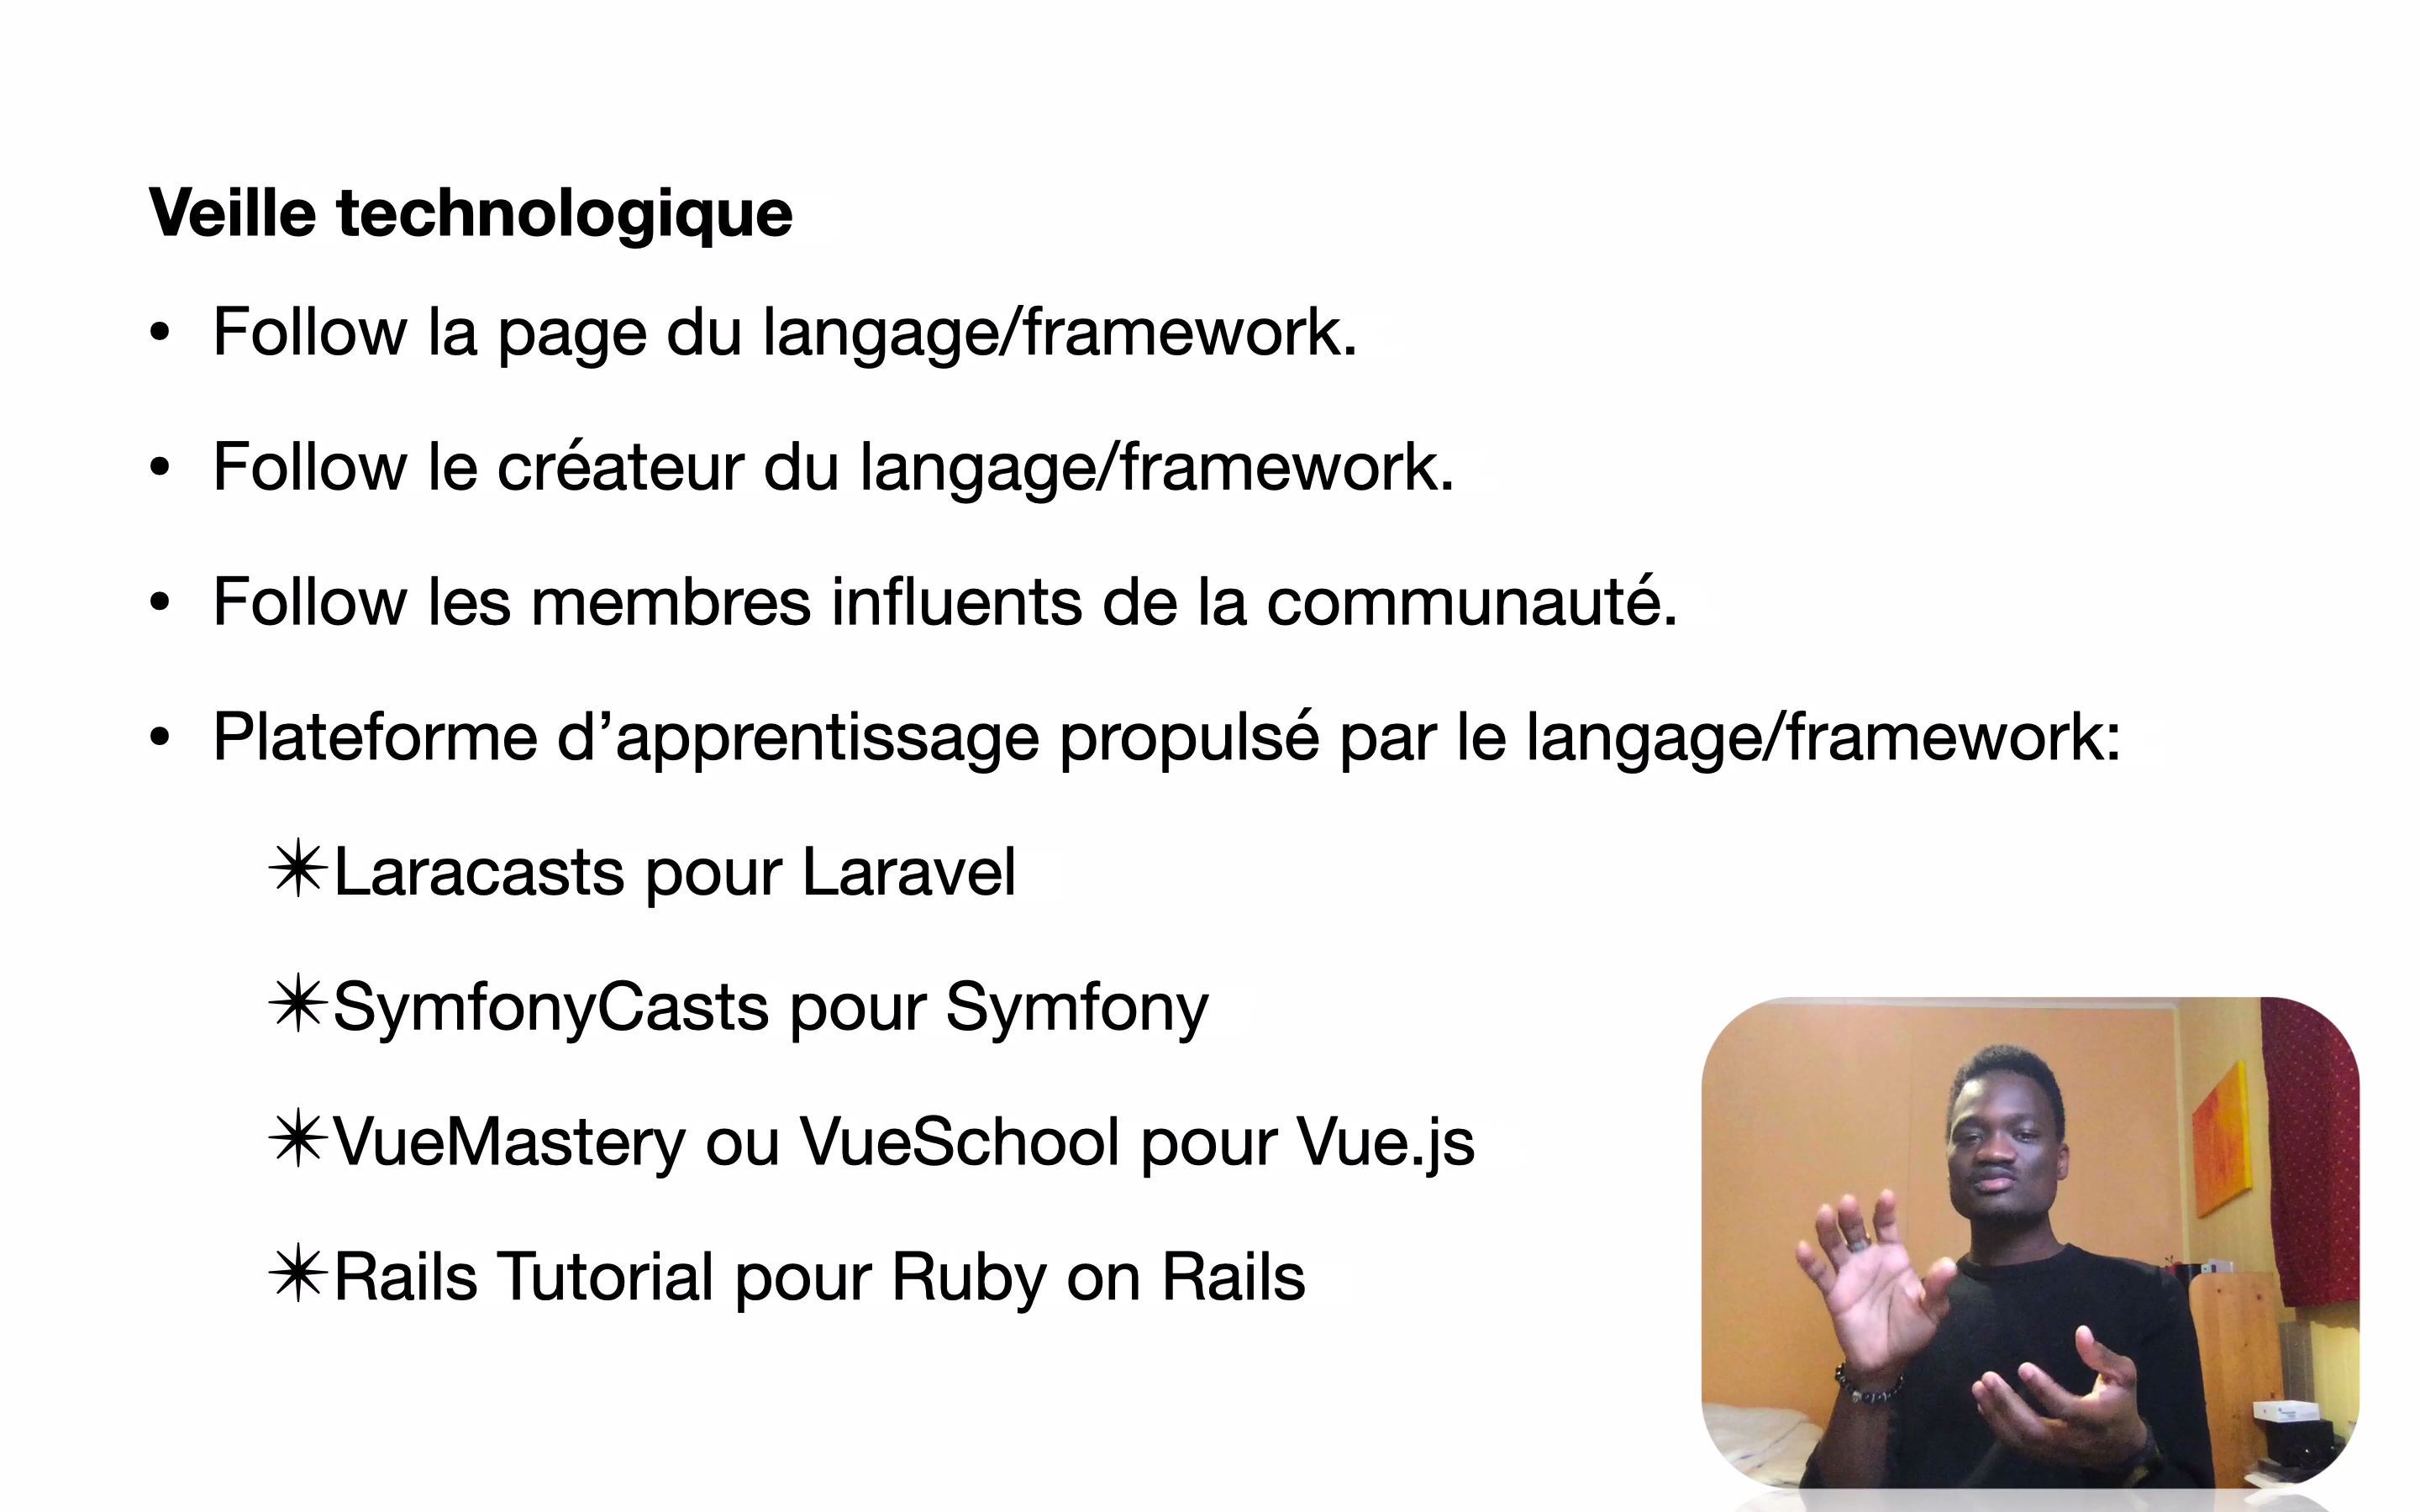 Veille technologique
• Follow la page du langage/framework.
• Follow le créateur du langage/framework.
• Follow les membres influents de la communauté.
• Plateforme d’apprentissage propulsé par le langage/framework:
✴Laracasts pour Laravel
✴SymfonyCasts pour Symfony
✴VueMastery ou VueSchool pour Vue.js
✴Rails Tutorial pour Ruby on Rails